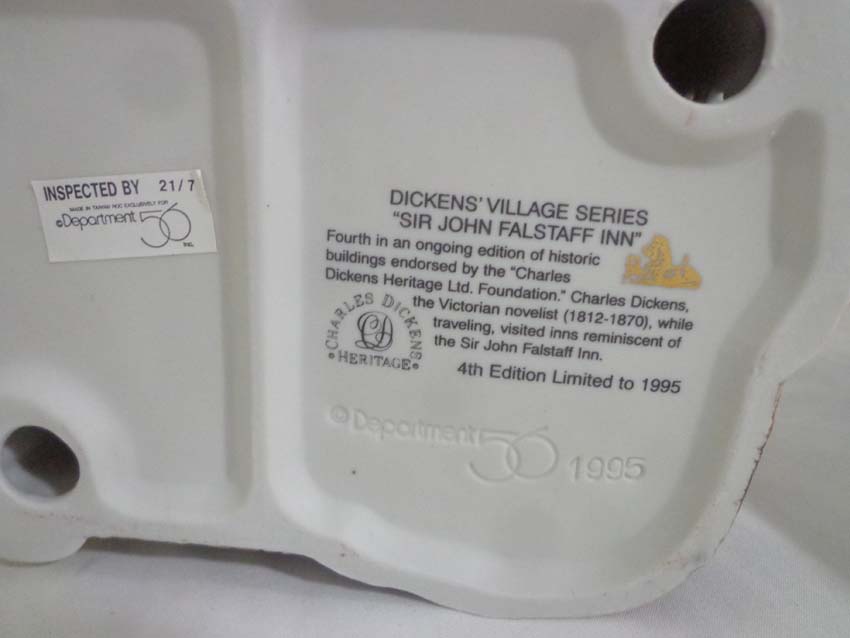 INSPECTED BY 21/7
MADE IN TAIWAN ROC EXCLUSIVELY FOR
©Department 56
DICKENS' VILLAGE SERIES
"SIR JOHN FALSTAFF INN"
Fourth in an ongoing edition of historic
buildings endorsed by the "Charles
Dickens Heritage Ltd. Foundation." Charles Dickens,
the Victorian novelist (1812-1870), while
traveling, visited inns reminiscent of
the Sir John Falstaff Inn.
4th Edition Limited to 1995
CHARLES DICKENS
CD
•HERITAGE•
© Department 56 1995